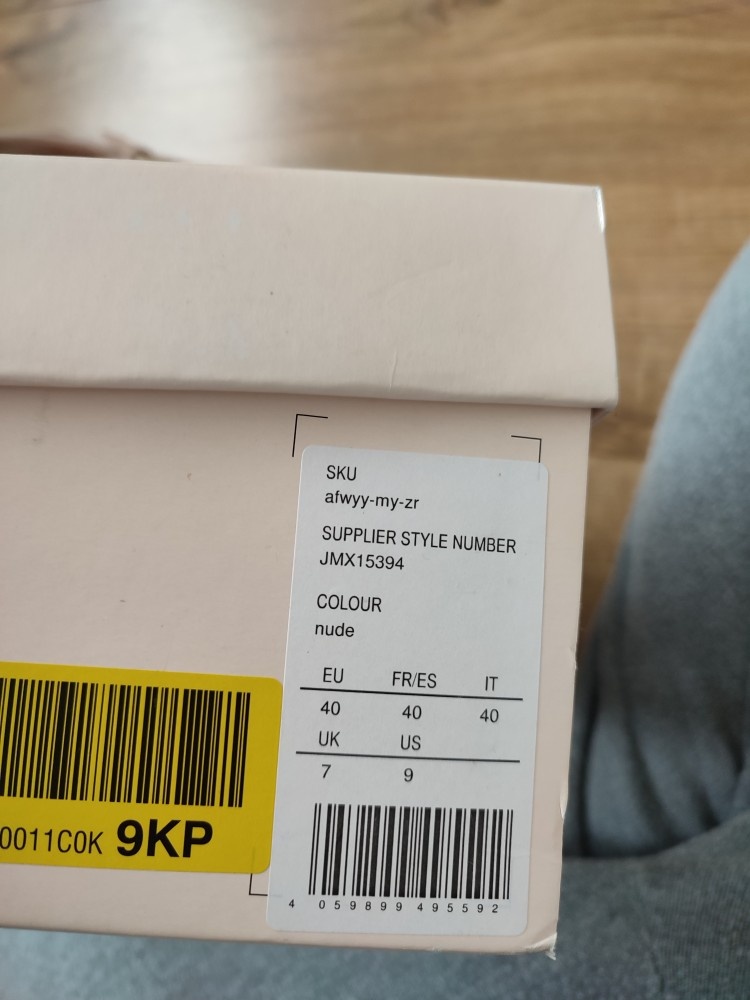 SKU
afwyy-my-zr
SUPPLIER STYLE NUMBER
JMX15394
COLOUR
nude
EU FR/ES IT
40 40 40
UK US
7 9
4 059899 495592
0011C0K 9KP